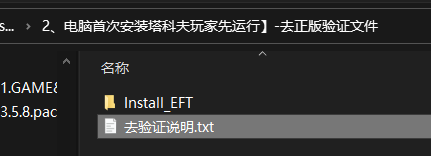 s... › 2、电脑首次安装塔科夫玩家先运行】-去正版验证文件
名称
1.GAME&
Install_EFT
3.5.8.pac
去验证说明.txt